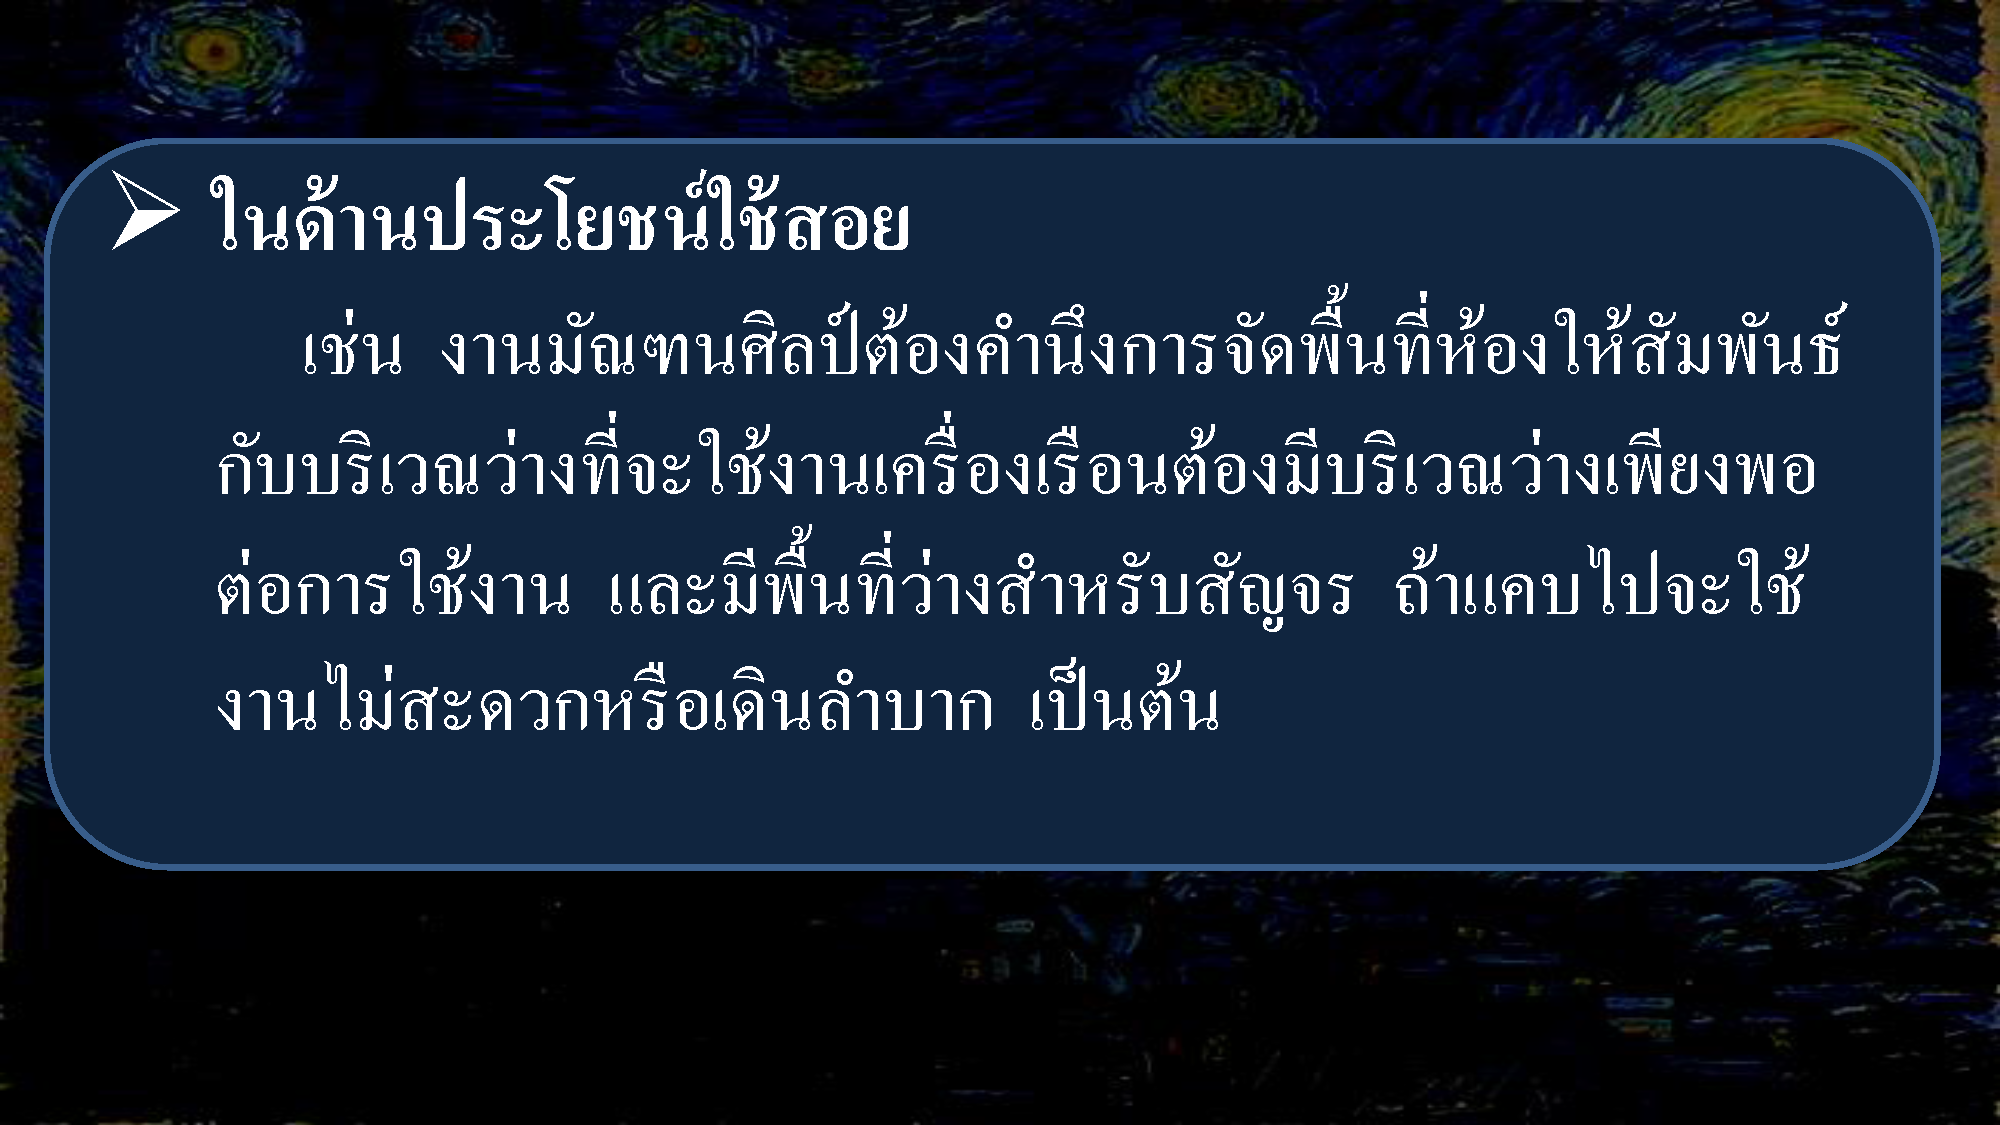 ➢ ในด้านประโยชน์ใช้สอย
เช่น งานมัณฑนศิลป์ต้องคำนึงการจัดพื้นที่ห้องให้สัมพันธ์
กับบริเวณว่างที่จะใช้งานเครื่องเรือนต้องมีบริเวณว่างเพียงพอ
ต่อการใช้งาน และมีพื้นที่ว่างสำหรับสัญจร ถ้าแคบไปจะใช้
งานไม่สะดวกหรือเดินลำบาก เป็นต้น